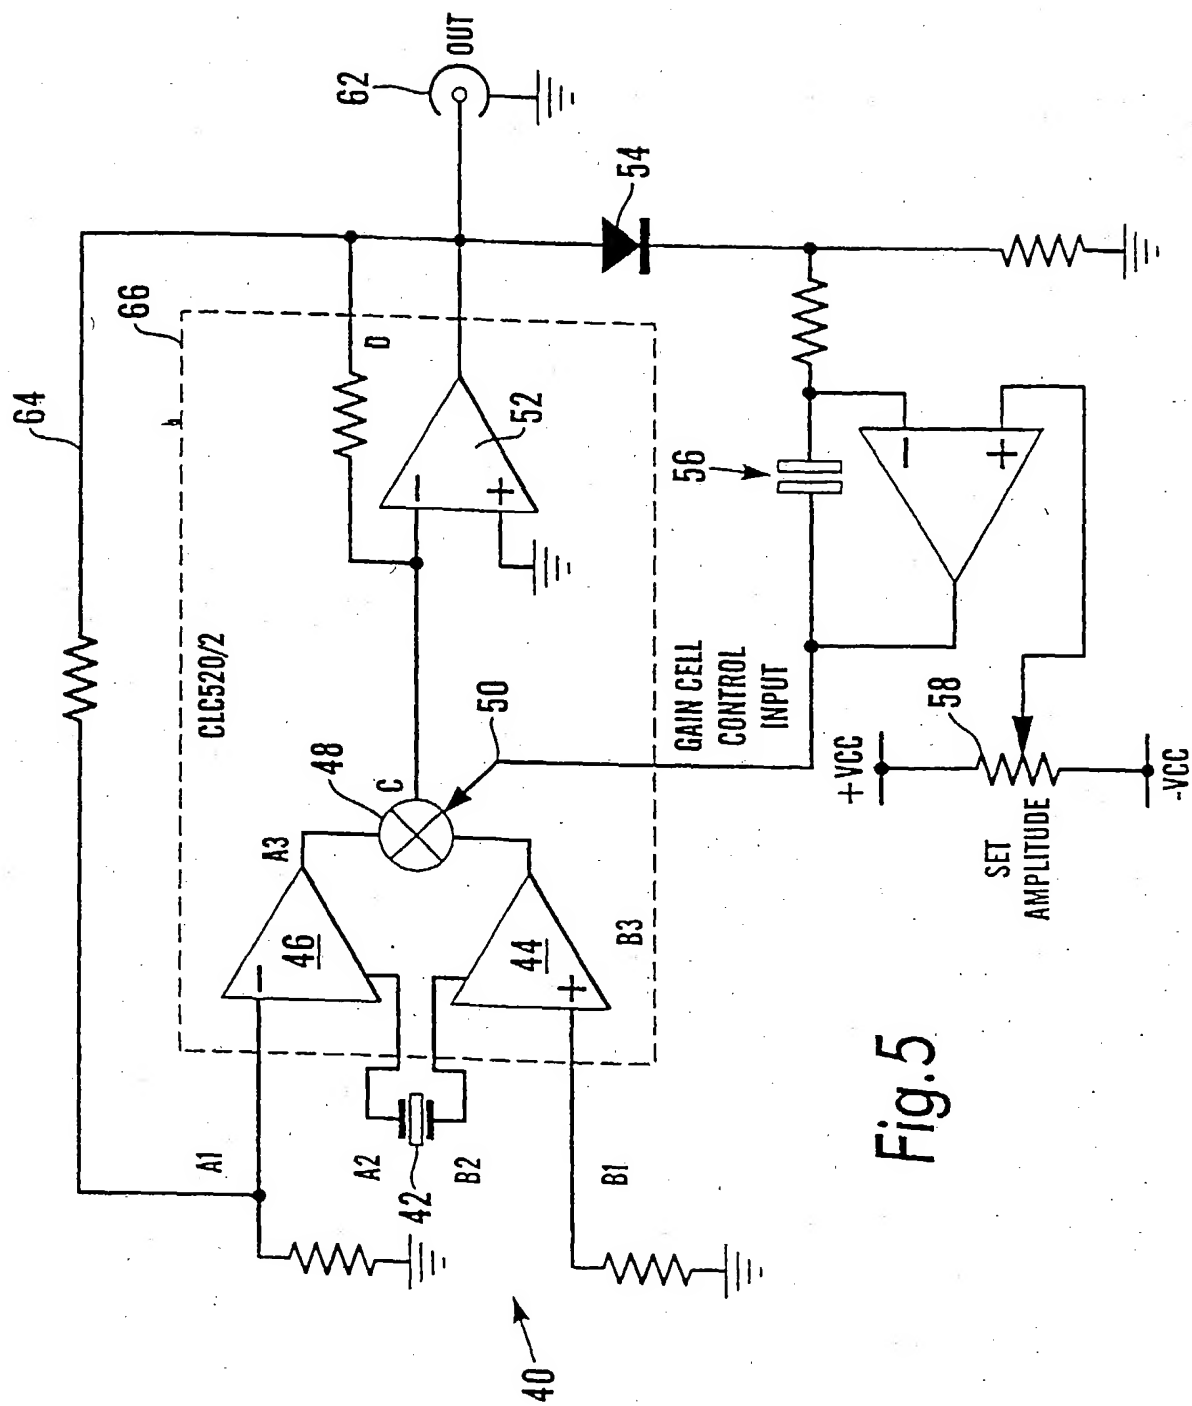 64
66
62
OUT
CLC520/2
D
52
54
A3
48
C
50
46
44
B3
A1
A2
B2
42
B1
40
GAIN CELL
CONTROL
INPUT
56
+VCC
58
SET
AMPLITUDE
-VCC
Fig.5